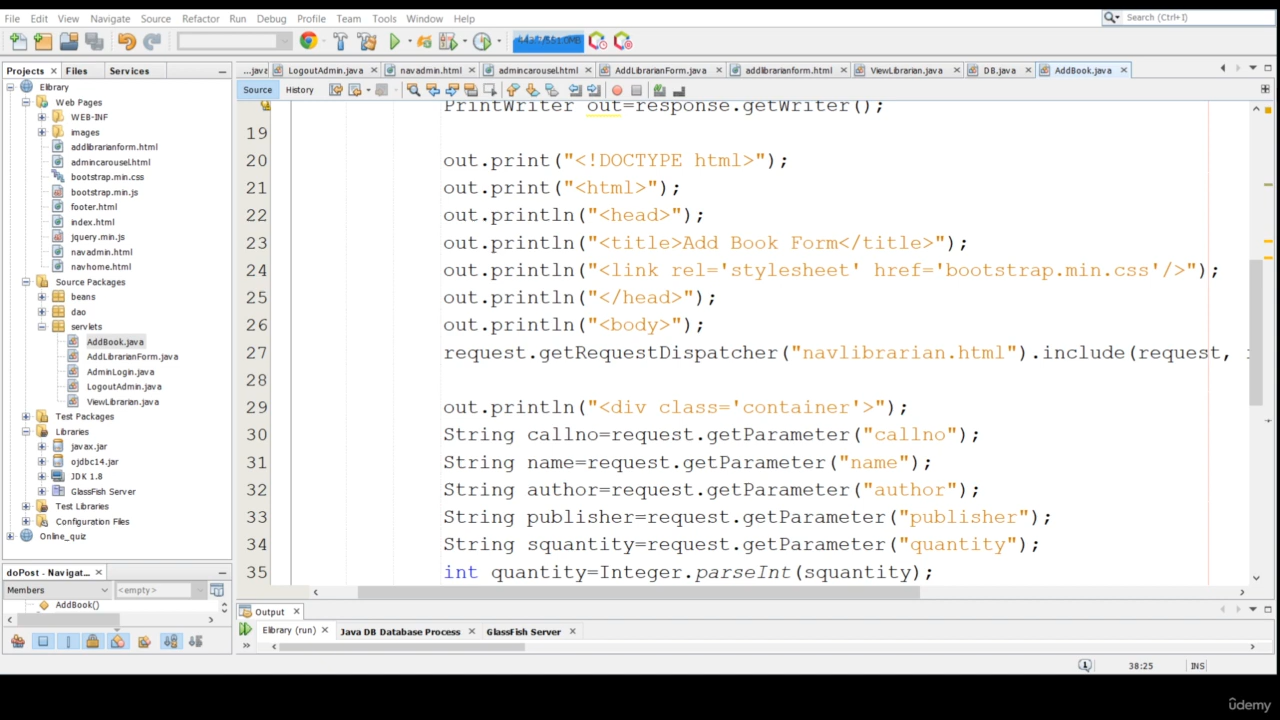 File Edit View Navigate Source Refactor Run Debug Profile Team Tools Window Help
Search (Ctrl+I)
Projects Files Services
...java LogoutAdmin.java navadmin.html admincarousel.html AddLibrarianForm.java addlibrarianform.html ViewLibrarian.java DB.java AddBook.java
Source History
Elibrary
Web Pages
WEB-INF
images
addlibrarianform.html
admincarousel.html
bootstrap.min.css
bootstrap.min.js
footer.html
index.html
jquery.min.js
navadmin.html
navhome.html
Source Packages
beans
dao
servlets
AddBook.java
AddLibrarianForm.java
AdminLogin.java
LogoutAdmin.java
ViewLibrarian.java
Test Packages
Libraries
javax.jar
ojdbc14.jar
JDK 1.8
GlassFish Server
Test Libraries
Configuration Files
Online_quiz
doPost - Navigat...
Members <empty>
AddBook()
PrintWriter out=response.getWriter();
19
20 out.print("<!DOCTYPE html>");
21 out.print("<html>");
22 out.println("<head>");
23 out.println("<title>Add Book Form</title>");
24 out.println("<link rel='stylesheet' href='bootstrap.min.css'/>");
25 out.println("</head>");
26 out.println("<body>");
27 request.getRequestDispatcher("navlibrarian.html").include(request,
28
29 out.println("<div class='container'>");
30 String callno=request.getParameter("callno");
31 String name=request.getParameter("name");
32 String author=request.getParameter("author");
33 String publisher=request.getParameter("publisher");
34 String squantity=request.getParameter("quantity");
35 int quantity=Integer.parseInt(squantity);
Output
Elibrary (run) Java DB Database Process GlassFish Server
38:25 INS
ûdemy